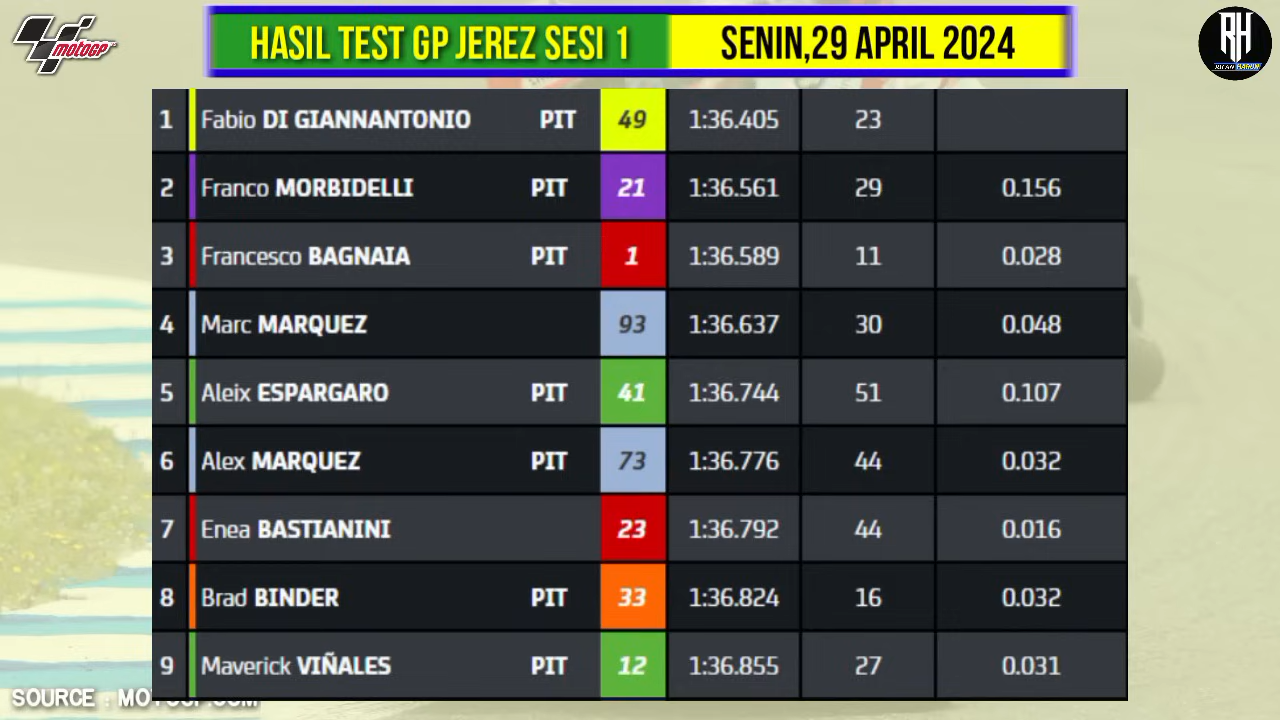 motoGP
HASIL TEST GP JEREZ SESI 1 SENIN,29 APRIL 2024
RH
1 Fabio DI GIANNANTONIO PIT 49 1:36.405 23
2 Franco MORBIDELLI PIT 21 1:36.561 29 0.156
3 Francesco BAGNAIA PIT 1 1:36.589 11 0.028
4 Marc MARQUEZ 93 1:36.637 30 0.048
5 Aleix ESPARGARO PIT 41 1:36.744 51 0.107
6 Alex MARQUEZ PIT 73 1:36.776 44 0.032
7 Enea BASTIANINI 23 1:36.792 44 0.016
8 Brad BINDER PIT 33 1:36.824 16 0.032
9 Maverick VIÑALES PIT 12 1:36.855 27 0.031
SOURCE : MOTOGP.COM